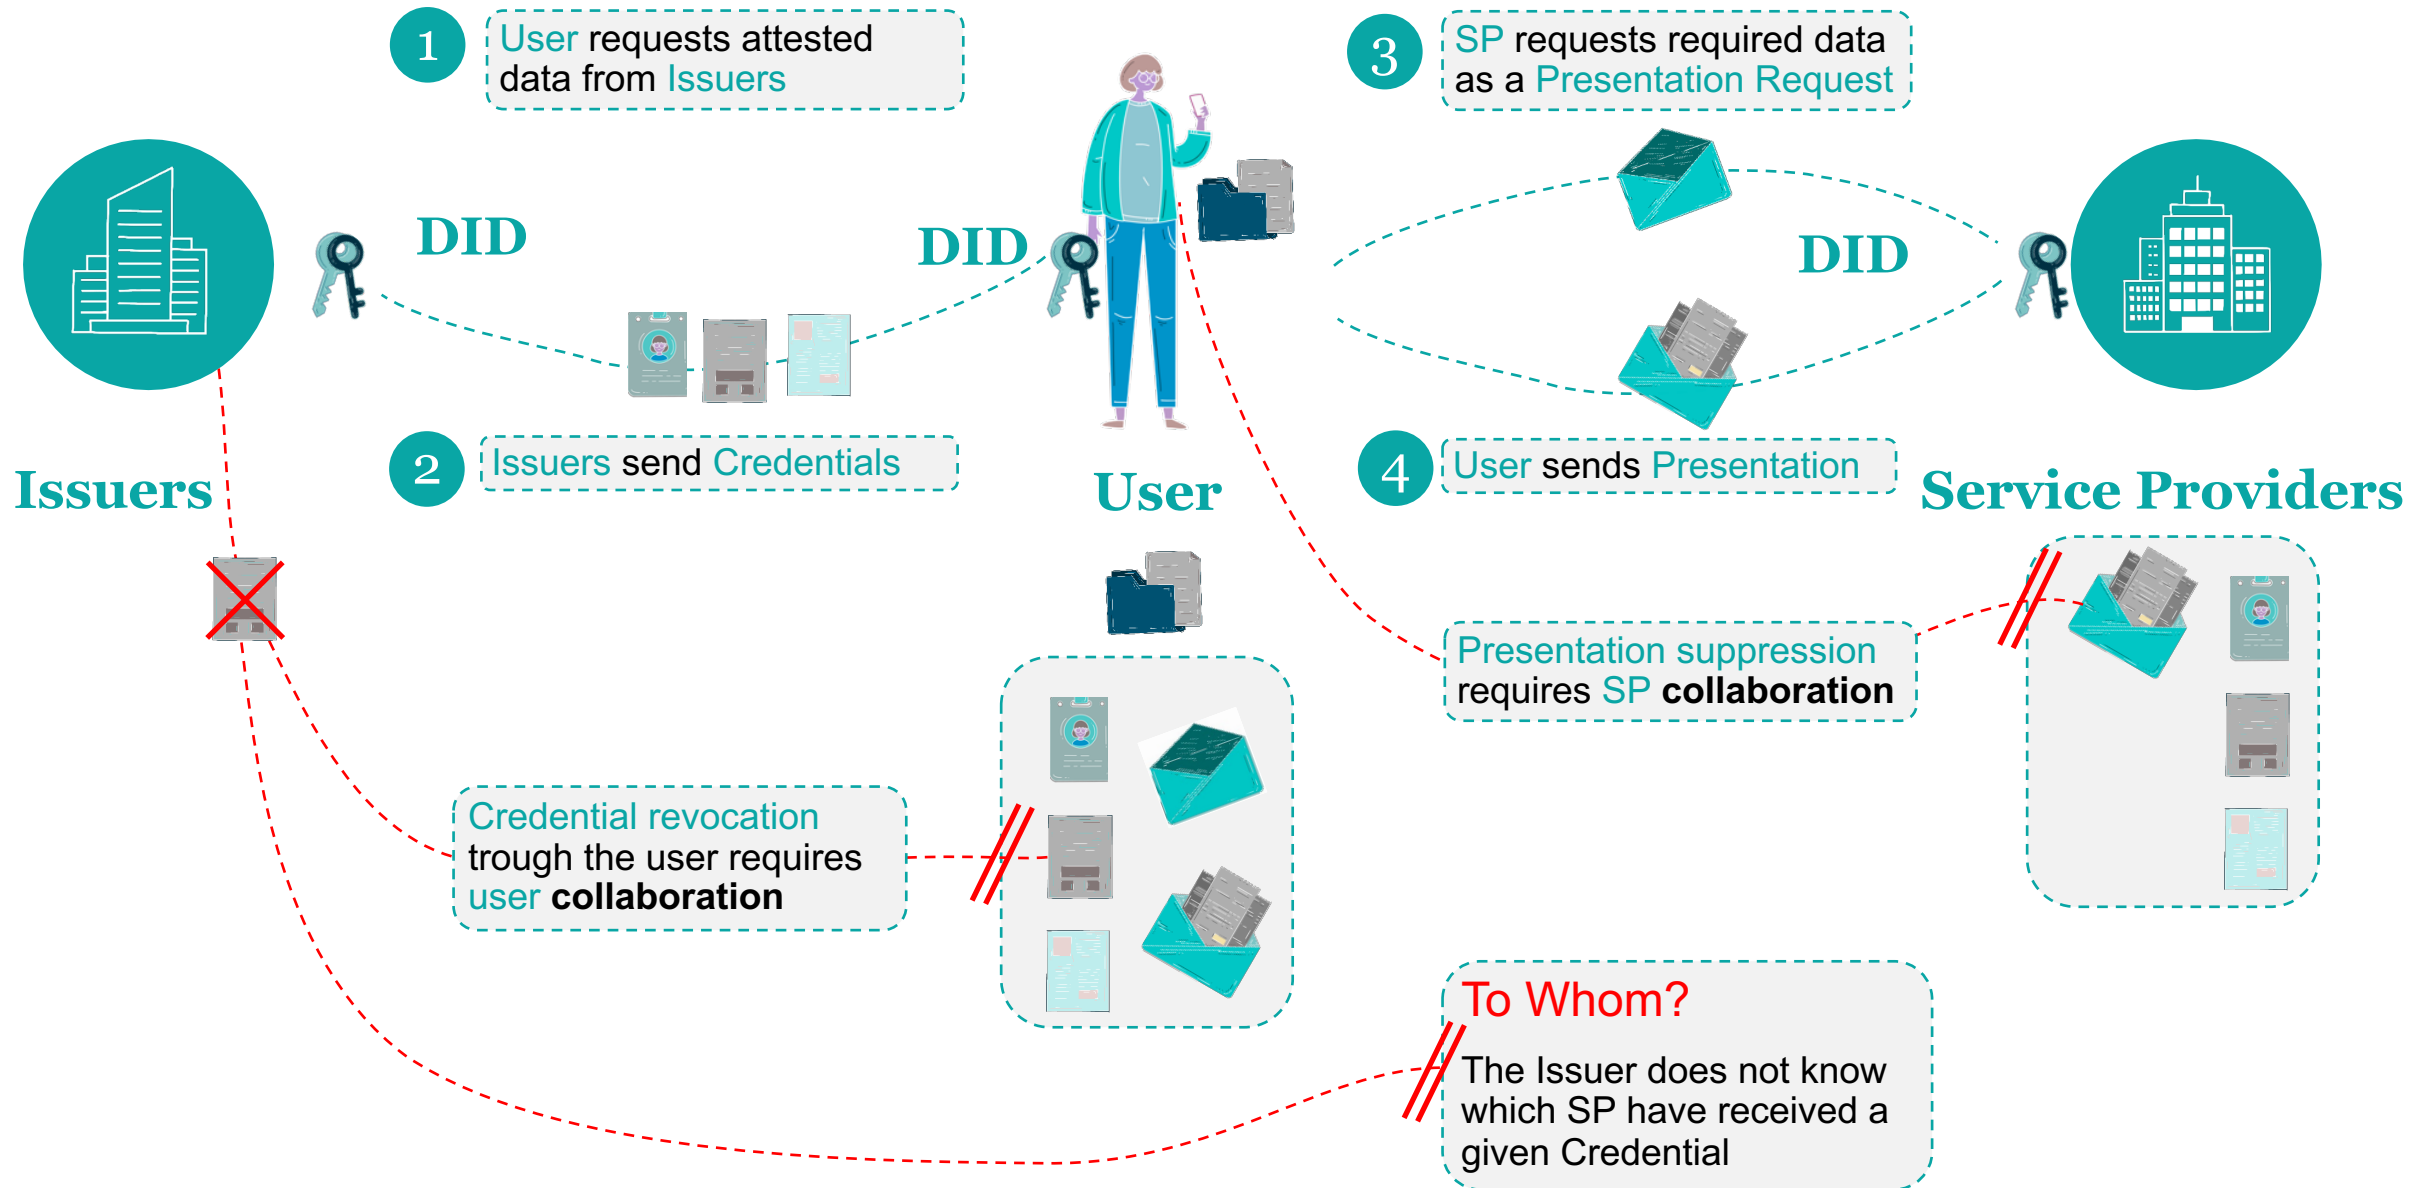 1
User requests attested
data from Issuers
3
SP requests required data
as a Presentation Request
DID
DID
DID
2
Issuers send Credentials
4
User sends Presentation
Issuers
User
Service Providers
Presentation suppression
requires SP collaboration
Credential revocation
trough the user requires
user collaboration
To Whom?
The Issuer does not know
which SP have received a
given Credential